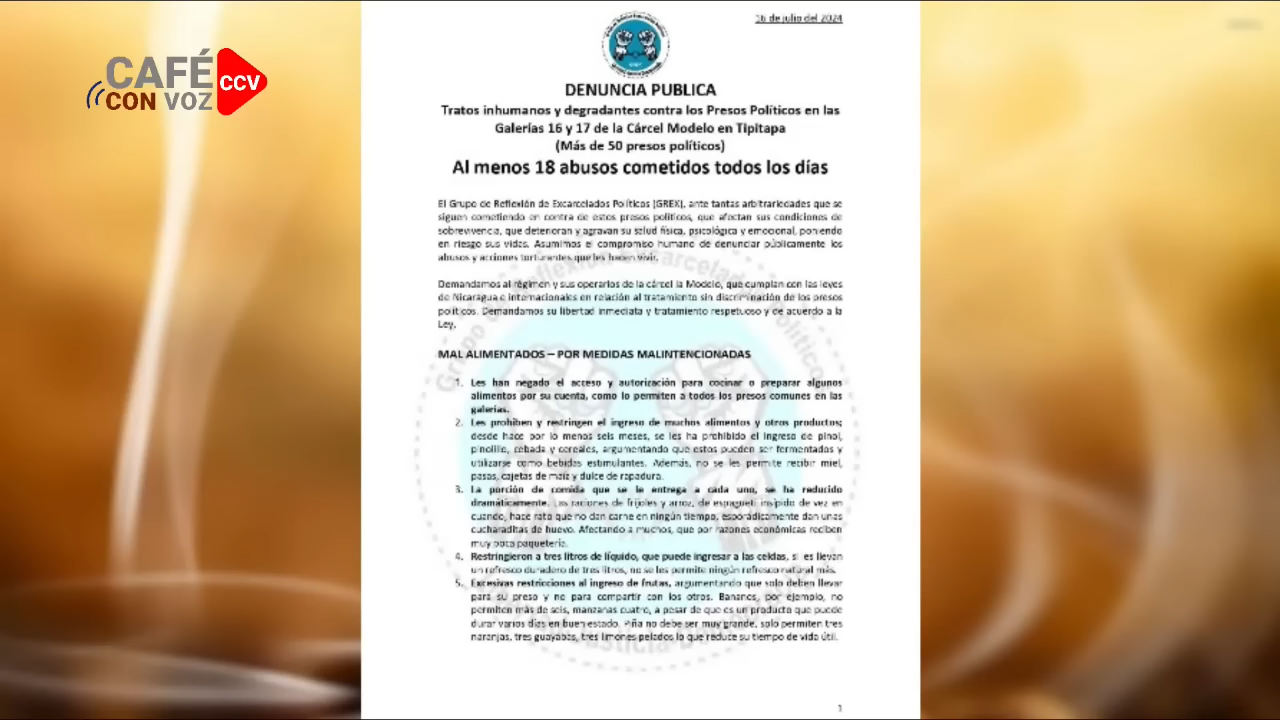 CAFÉ
CON VOZ
CCV
16 de julio del 2024
DENUNCIA PUBLICA
Tratos inhumanos y degradantes contra los Presos Políticos en las
Galerías 16 y 17 de la Cárcel Modelo en Tipitapa
(Más de 50 presos políticos)
Al menos 18 abusos cometidos todos los días
El Grupo de Reflexión de Excarcelados Políticos (GREX), ante tantas arbitrariedades que se
siguen cometiendo en contra de estos presos políticos, que afectan sus condiciones de
sobrevivencia, que deterioran y agravan su salud física, psicológica y emocional, poniendo
en riesgo sus vidas. Asumimos el compromiso humano de denunciar públicamente los
abusos y acciones torturantes que les hacen vivir.
Demandamos al régimen y sus operarios de la cárcel la Modelo, que cumplan con las leyes
de Nicaragua e internacionales en relación al tratamiento sin discriminación de los presos
políticos. Demandamos su libertad inmediata y tratamiento respetuoso y de acuerdo a la
Ley.
MAL ALIMENTADOS – POR MEDIDAS MALINTENCIONADAS
1. Les han negado el acceso y autorización para cocinar o preparar algunos
alimentos por su cuenta, como lo permiten a todos los presos comunes en las
galerías.
2. Les prohíben y restringen el ingreso de muchos alimentos y otros productos;
desde hace por lo menos seis meses, se les ha prohibido el ingreso de pinol,
pinolillo, cebada y cereales, argumentando que estos pueden ser fermentados y
utilizarse como bebidas estimulantes. Además, no se les permite recibir miel,
pasas, cajetas de maíz y dulce de rapadura.
3. La porción de comida que se le entrega a cada uno, se ha reducido
dramáticamente. Las raciones de frijoles y arroz, de espagueti insípido de vez en
cuando, hace rato que no dan carne en ningún tiempo, esporádicamente dan unas
cucharaditas de huevo. Afectando a muchos, que por razones económicas reciben
muy poca paquetería.
4. Restringieron a tres litros de líquido, que puede ingresar a las celdas, si es llevan
un refresco duradero de tres litros, no se les permite ningún refresco natural más.
5. Excesivas restricciones al ingreso de frutas, argumentando que solo deben llevar
para su preso y no para compartir con los otros. Bananos, por ejemplo, no
permiten más de seis, manzanas cuatro, a pesar de que es un producto que puede
durar varios días en buen estado. Piña no debe ser muy grande, solo permiten tres
naranjas, tres guayabas, tres limones pelados lo que reduce su tiempo de vida útil.
1